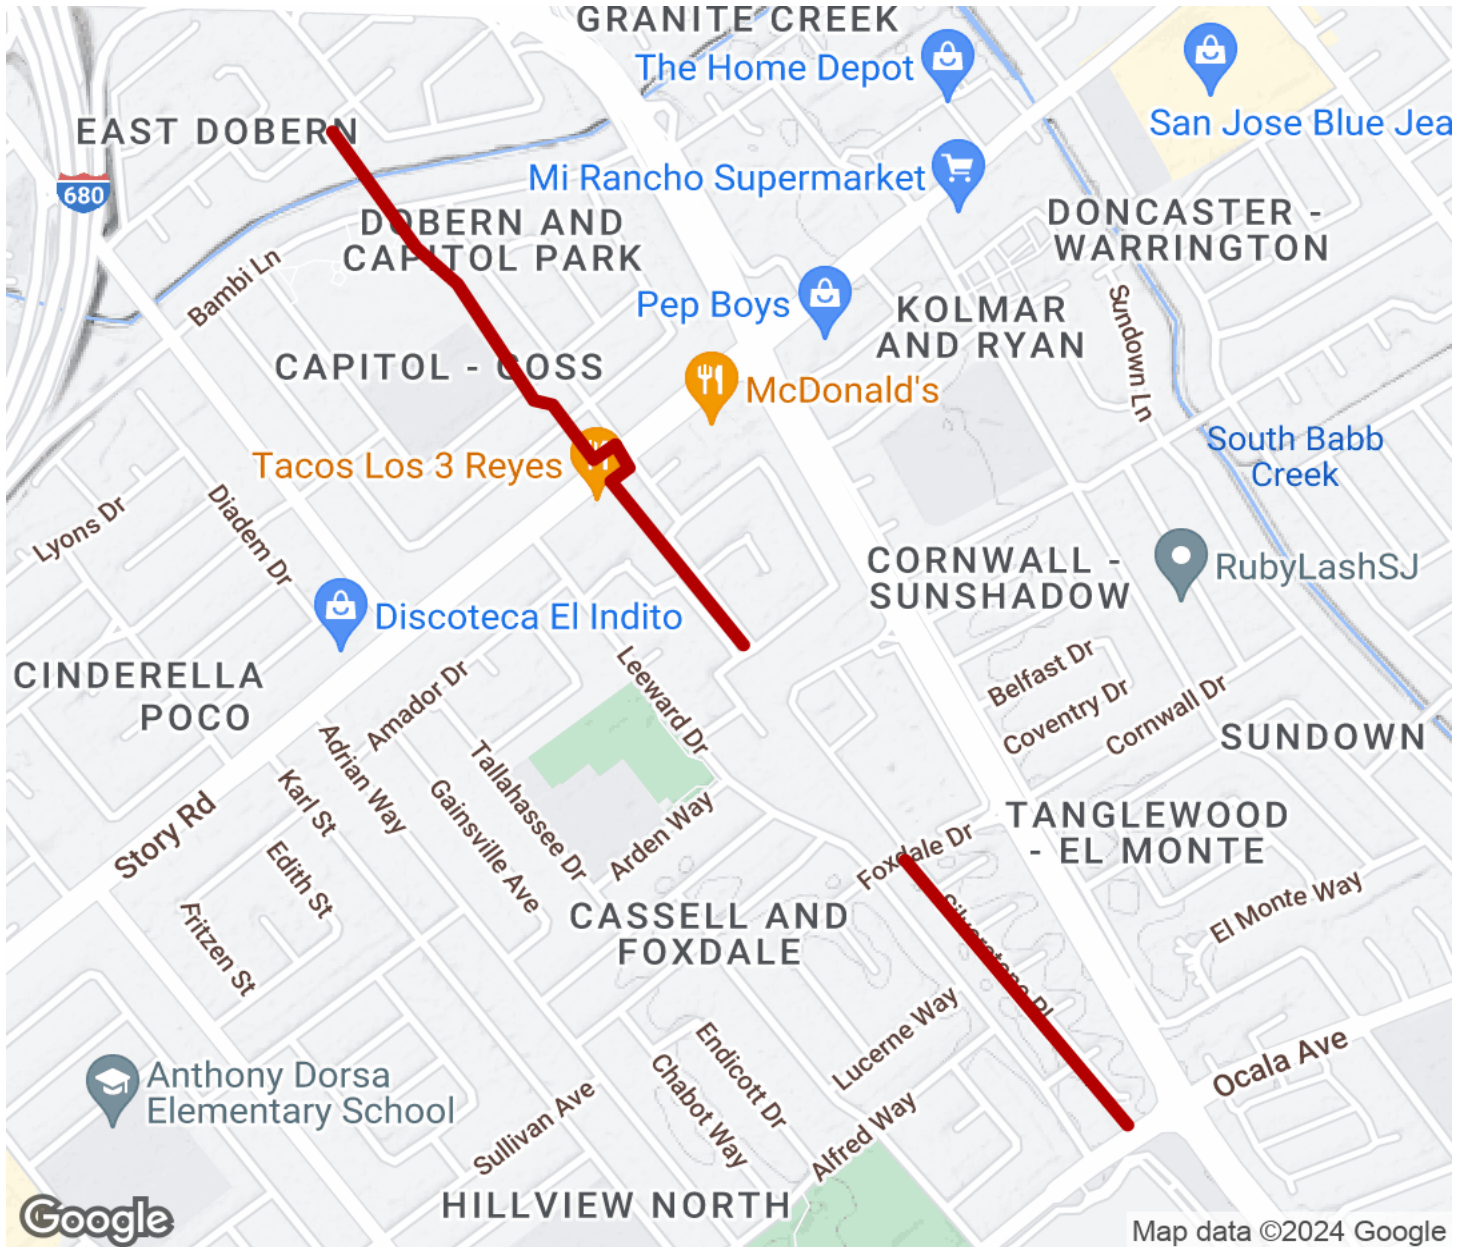 GRANITE CREEK
The Home Depot
San Jose Blue Jea
EAST DOBERN
680
Mi Rancho Supermarket
DOBERN AND
CAPITOL PARK
DONCASTER -
WARRINGTON
Bambi Ln
Pep Boys
KOLMAR
AND RYAN
Sundown Ln
CAPITOL - GOSS
McDonald's
South Babb
Creek
Tacos Los 3 Reyes
Lyons Dr
Diadem Dr
CORNWALL -
SUNSHADOW
RubyLashSJ
Discoteca El Indito
CINDERELLA
POCO
Leeward Dr
Belfast Dr
Coventry Dr
Cornwall Dr
SUNDOWN
Amador Dr
Adrian Way
Tallahassee Dr
Gainsville Ave
Karl St
Story Rd
Edith St
Arden Way
TANGLEWOOD
- EL MONTE
Foxdale Dr
El Monte Way
Fritzen St
CASSELL AND
FOXDALE
Silverstone Pl
Lucerne Way
Endicott Dr
Chabot Way
Ocala Ave
Anthony Dorsa
Elementary School
Sullivan Ave
Alfred Way
HILLVIEW NORTH
Google
Map data ©2024 Google